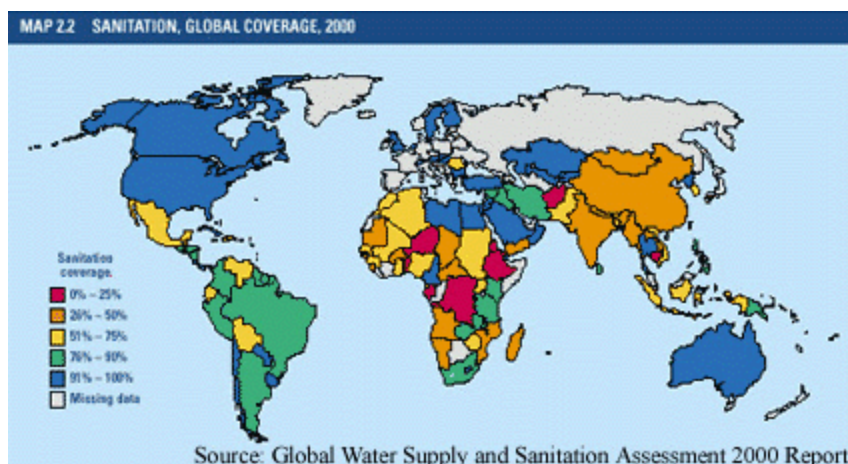 MAP 2.2 SANITATION, GLOBAL COVERAGE, 2000
Sanitation
coverage.
0% – 25%
26% – 50%
51% – 75%
76% – 90%
91% – 100%
Missing data
Source: Global Water Supply and Sanitation Assessment 2000 Report